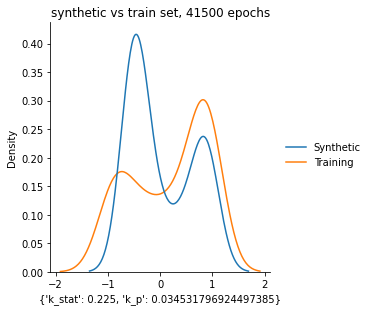 synthetic vs train set, 41500 epochs
0.40
0.35
0.30
0.25
0.20
0.15
0.10
0.05
0.00
Density
−2
−1
0
1
2
{'k_stat': 0.225, 'k_p': 0.034531796924497385}
Synthetic
Training